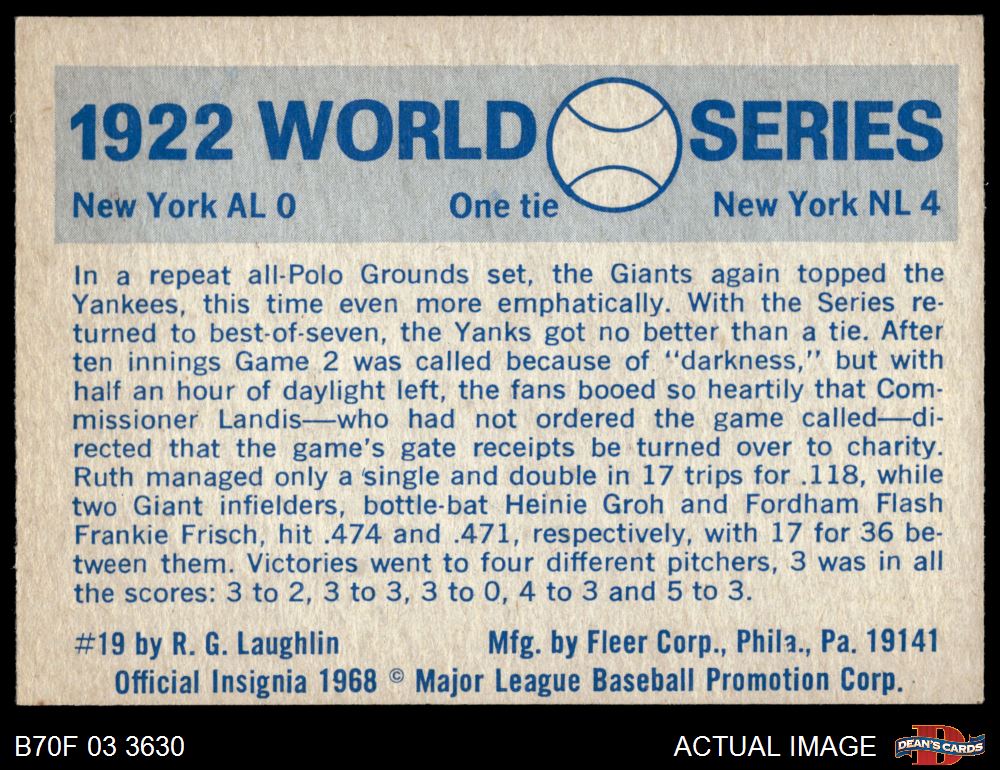 1922 WORLD SERIES
New York AL 0 One tie New York NL 4
In a repeat all-Polo Grounds set, the Giants again topped the
Yankees, this time even more emphatically. With the Series re-
turned to best-of-seven, the Yanks got no better than a tie. After
ten innings Game 2 was called because of "darkness," but with
half an hour of daylight left, the fans booed so heartily that Com-
missioner Landis—who had not ordered the game called—di-
rected that the game's gate receipts be turned over to charity.
Ruth managed only a single and double in 17 trips for .118, while
two Giant infielders, bottle-bat Heinie Groh and Fordham Flash
Frankie Frisch, hit .474 and .471, respectively, with 17 for 36 be-
tween them. Victories went to four different pitchers, 3 was in all
the scores: 3 to 2, 3 to 3, 3 to 0, 4 to 3 and 5 to 3.
#19 by R. G. Laughlin Mfg. by Fleer Corp., Phila., Pa. 19141
Official Insignia 1968 © Major League Baseball Promotion Corp.
B70F 03 3630 ACTUAL IMAGE DEAN'S CARDS